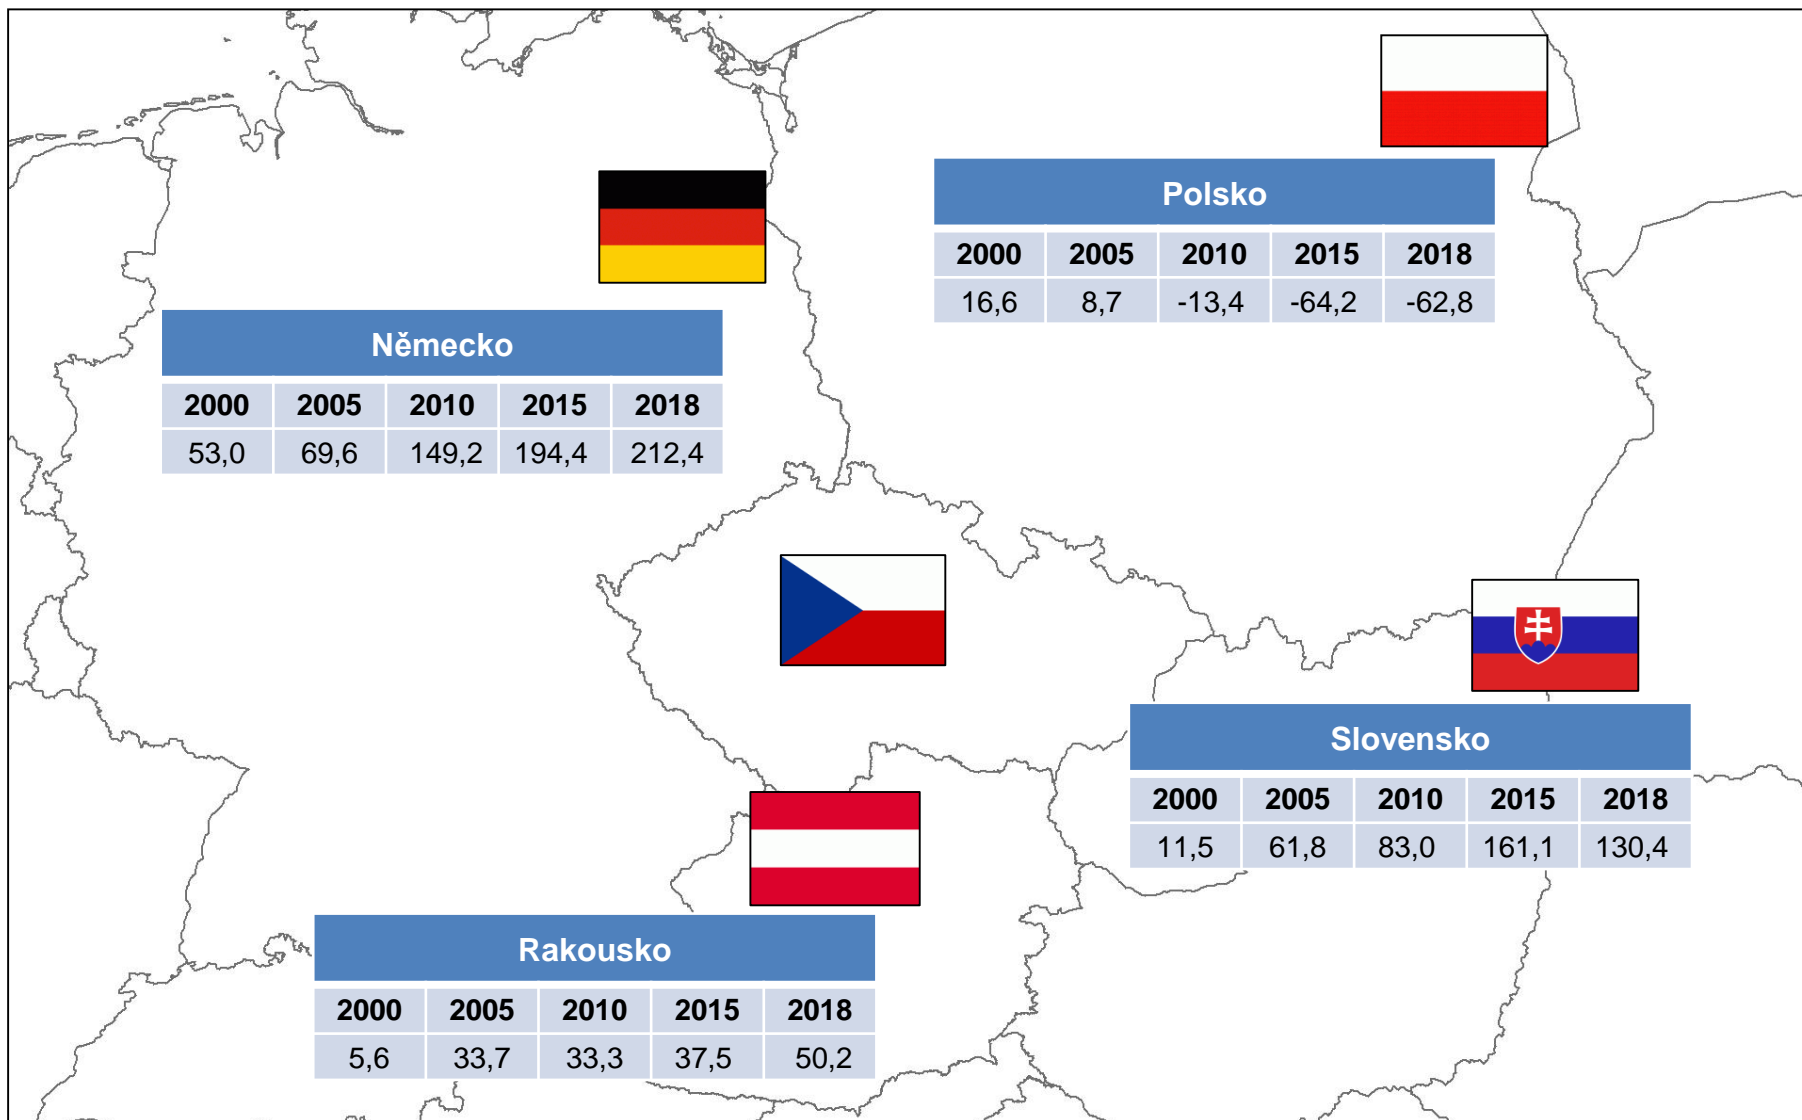 Polsko
2000 2005 2010 2015 2018
16,6 8,7 -13,4 -64,2 -62,8
Německo
2000 2005 2010 2015 2018
53,0 69,6 149,2 194,4 212,4
Slovensko
2000 2005 2010 2015 2018
11,5 61,8 83,0 161,1 130,4
Rakousko
2000 2005 2010 2015 2018
5,6 33,7 33,3 37,5 50,2